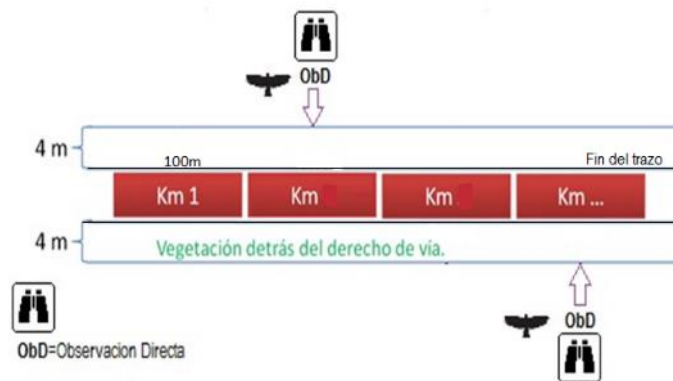 ObD
4 m
100m
Fin del trazo
Km 1
Km
Km
Km ...
4 m
Vegetación detrás del derecho de vía.
ObD
ObD=Observacion Directa